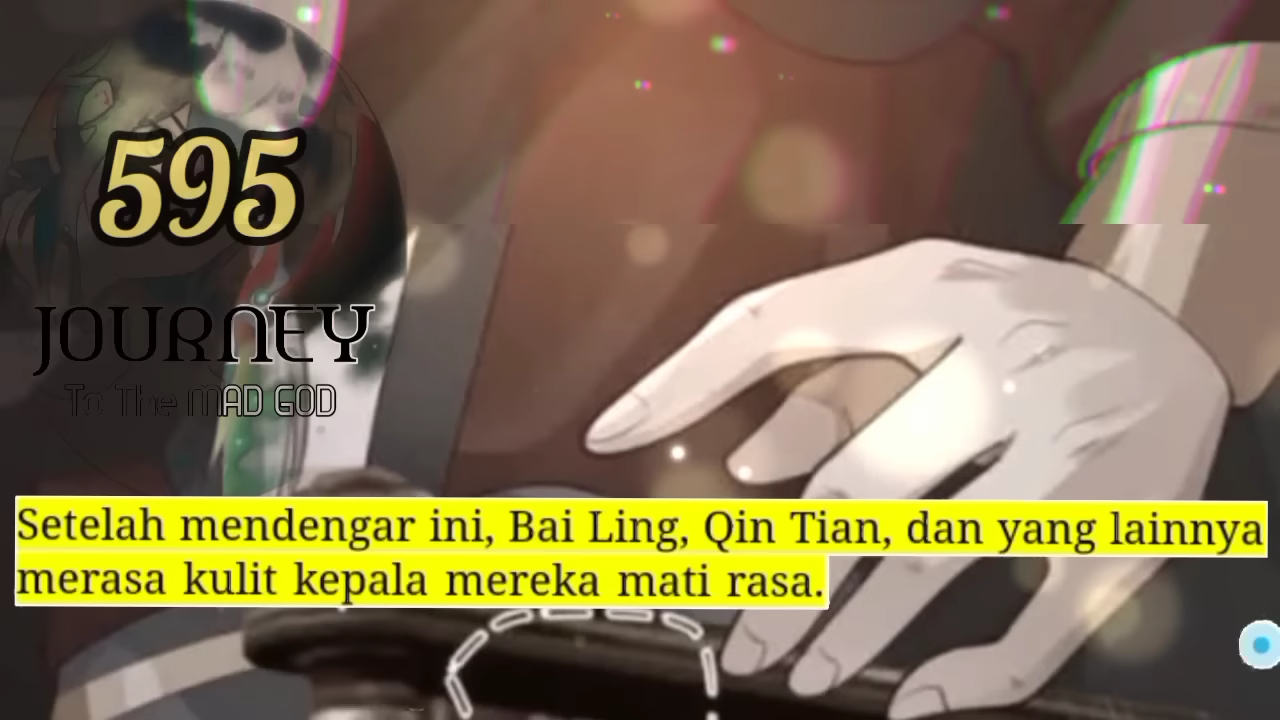 595
JOURNEY
To The MAD GOD
Setelah mendengar ini, Bai Ling, Qin Tian, dan yang lainnya
merasa kulit kepala mereka mati rasa.